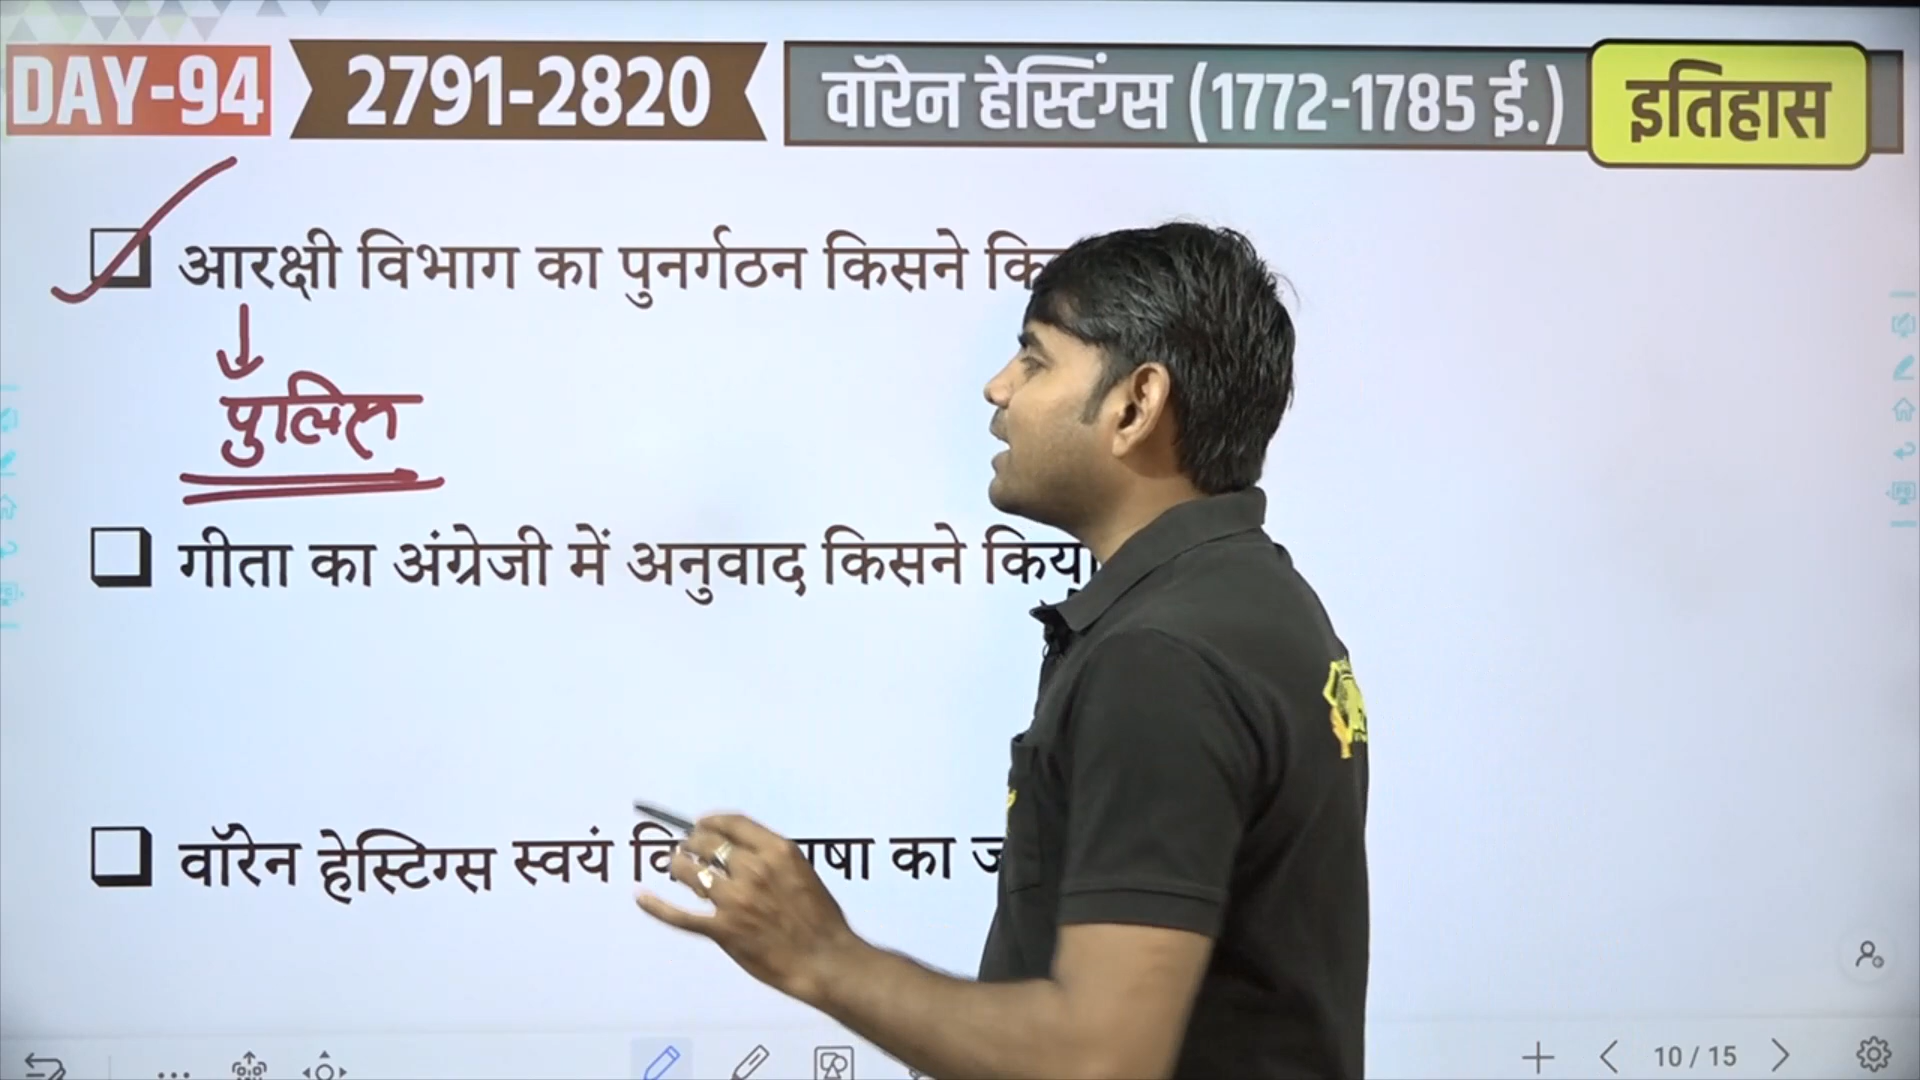 DAY-94 2791-2820 वॉरेन हेस्टिंग्स (1772-1785 ई.) इतिहास
आरक्षी विभाग का पुनर्गठन किसने
पुलिस
गीता का अंग्रेजी में अनुवाद किसने किया
वॉरेन हेस्टिंग्स स्वयं का
10 / 15